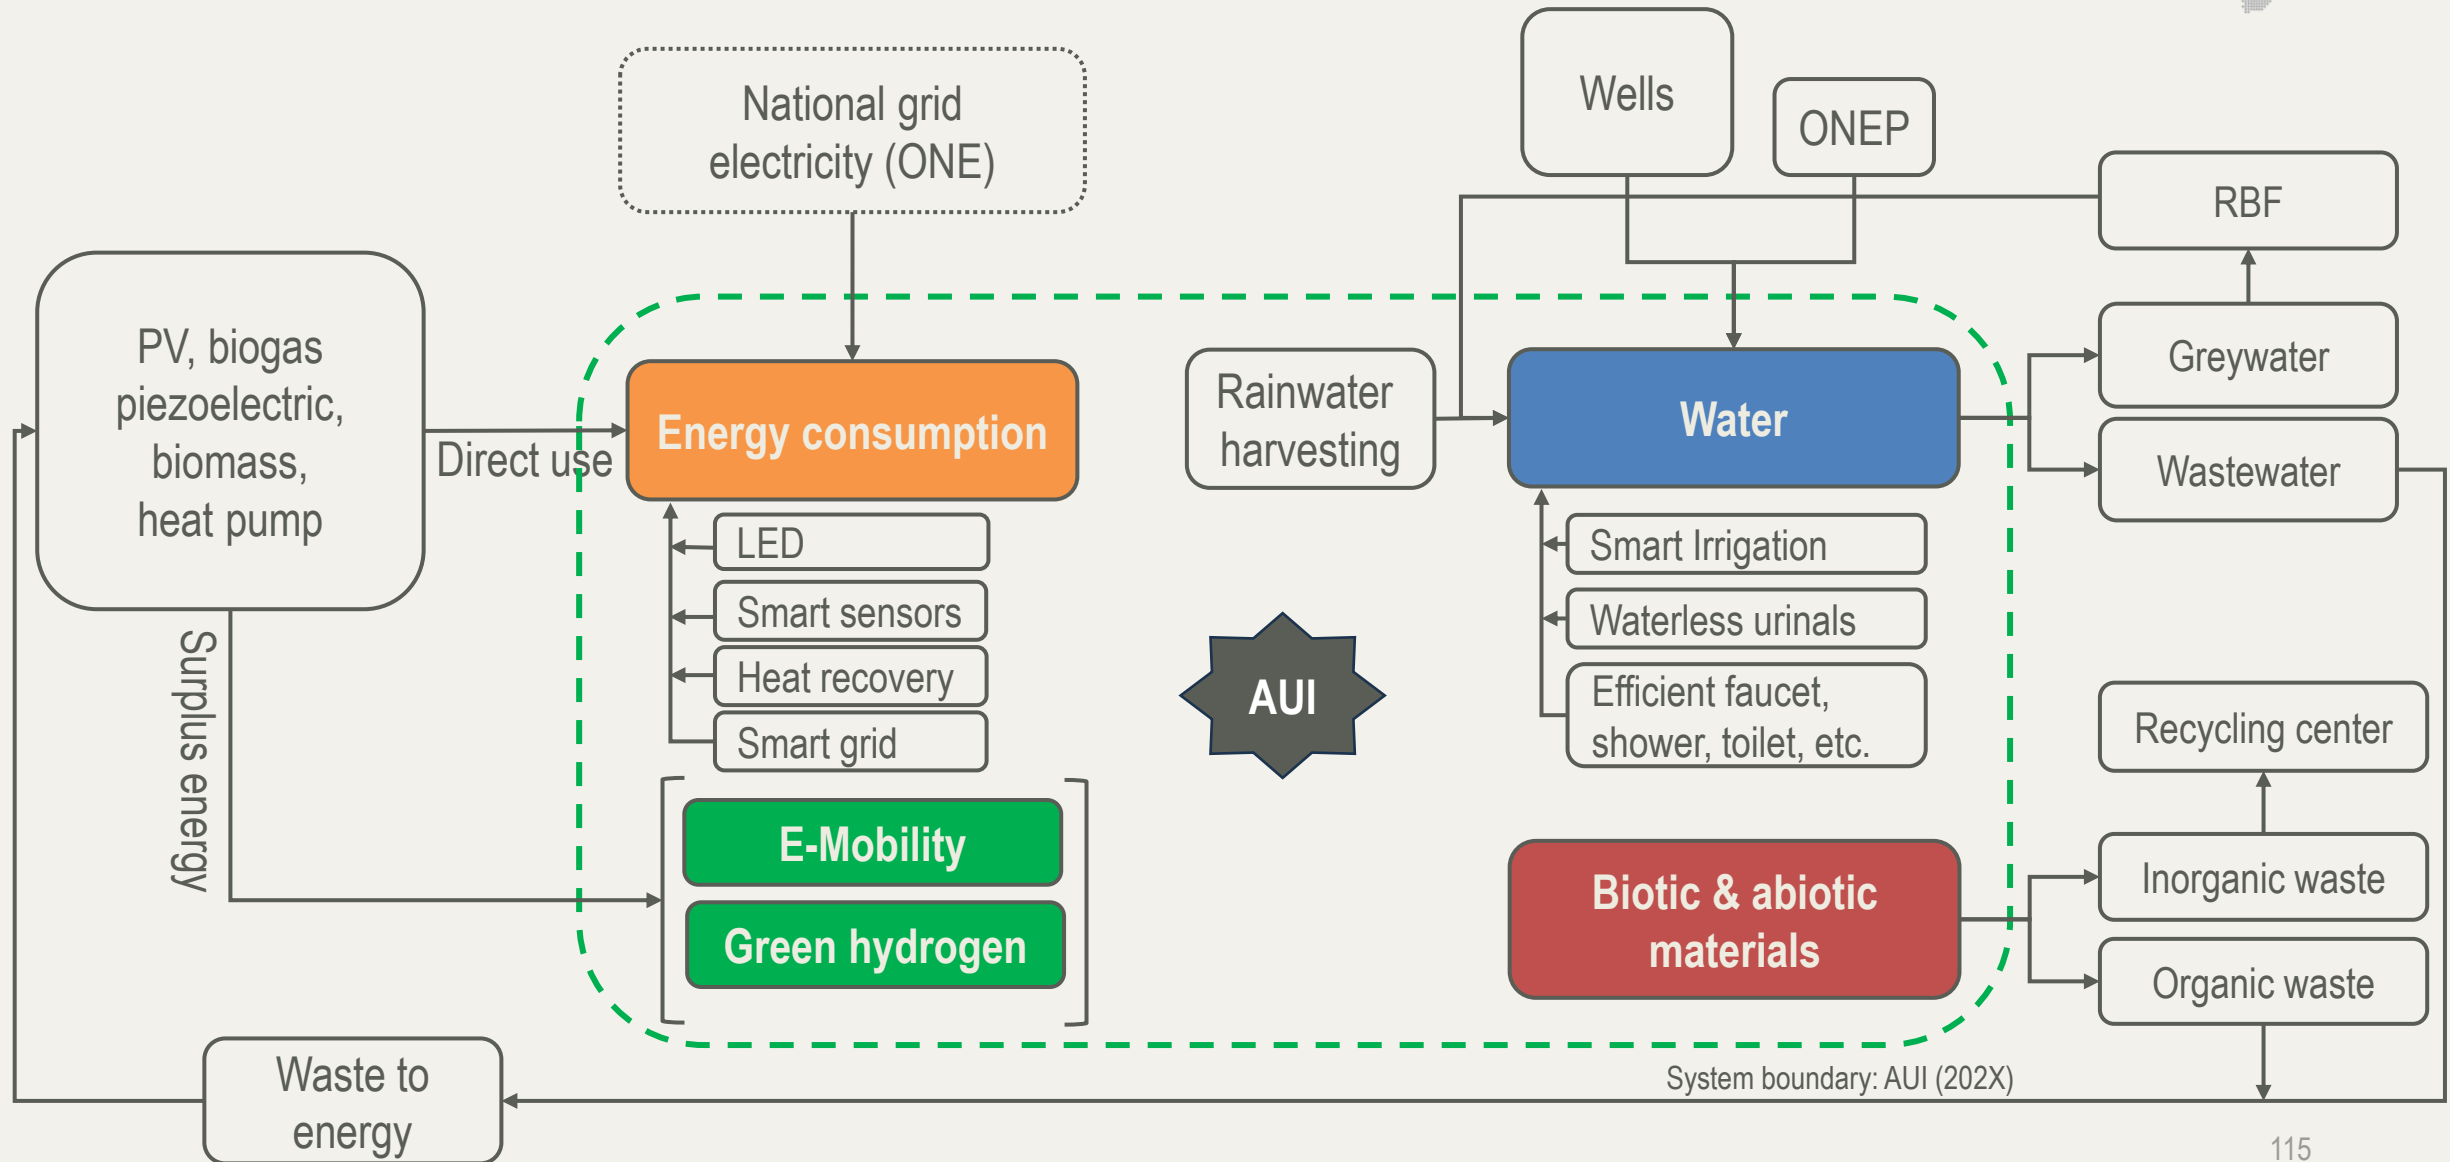 National grid
electricity (ONE)
Wells
ONEP
RBF
PV, biogas
piezoelectric,
biomass,
heat pump
Direct use
Energy consumption
Rainwater
harvesting
Water
Greywater
Wastewater
LED
Smart sensors
Heat recovery
Smart grid
Smart Irrigation
Waterless urinals
Efficient faucet,
shower, toilet, etc.
AUI
Surplus energy
E-Mobility
Green hydrogen
Biotic & abiotic
materials
Recycling center
Inorganic waste
Organic waste
Waste to
energy
System boundary: AUI (202X)
115